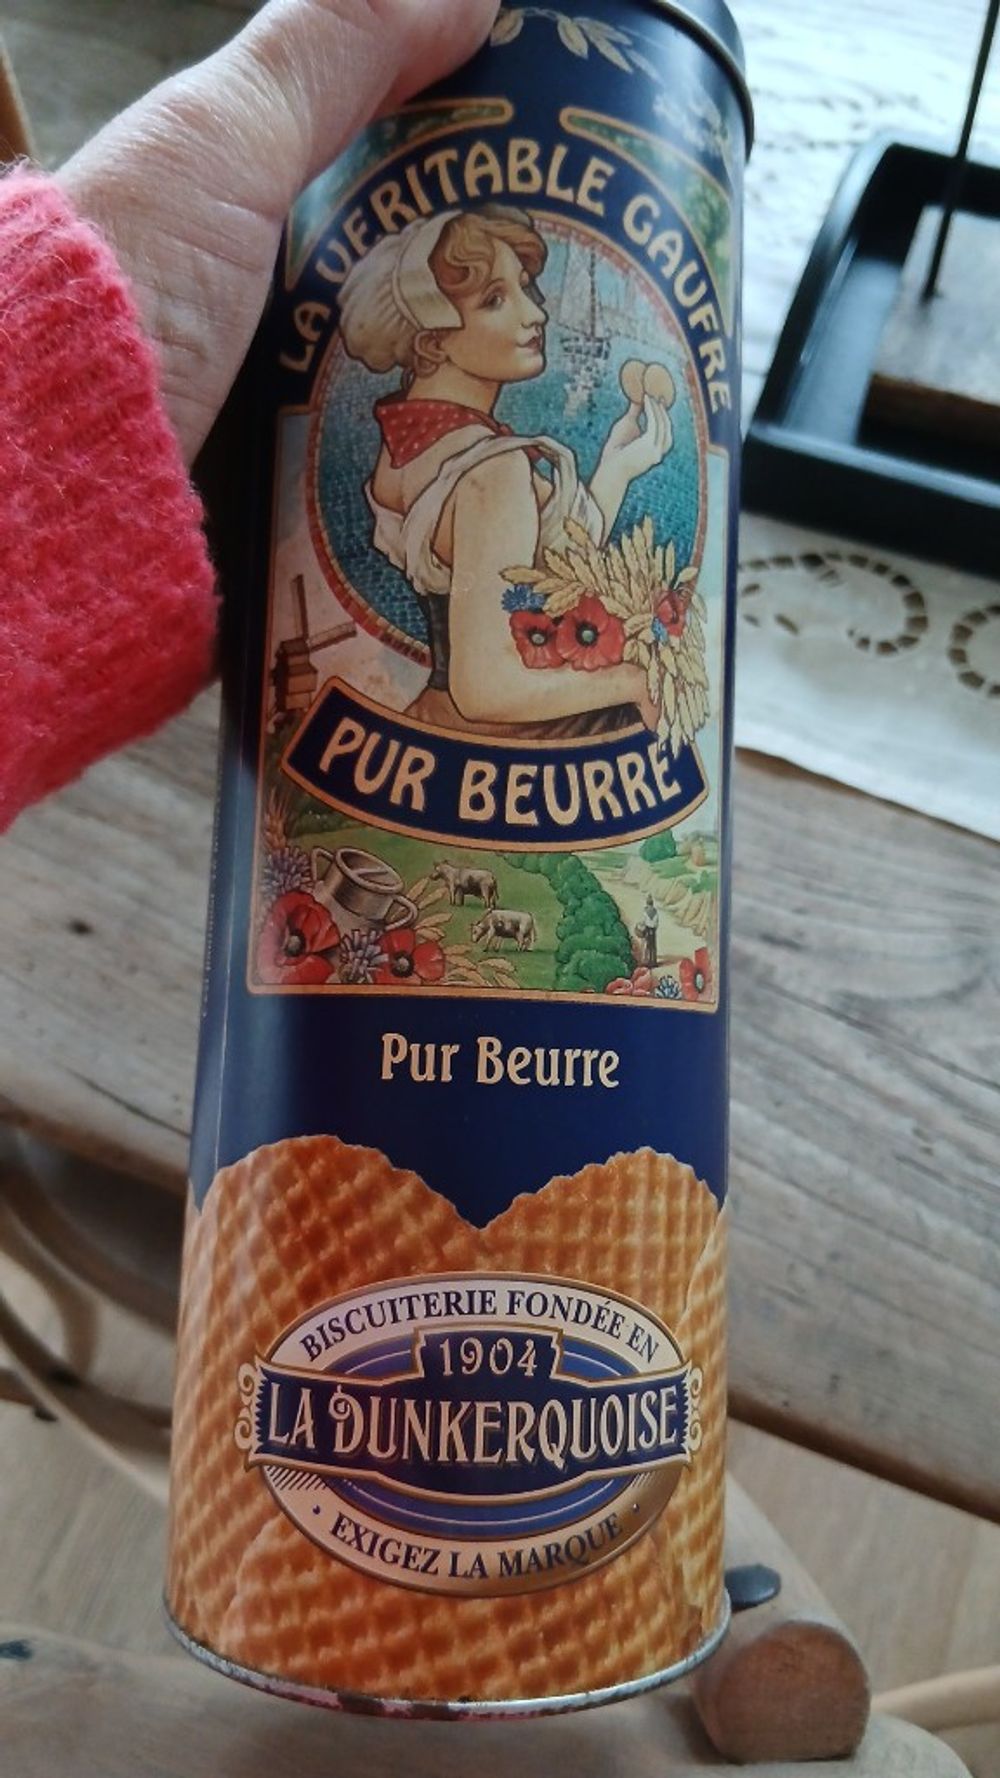 LA VERITABLE GAUFRE
PUR BEURRE
Pur Beurre
BISCUITERIE FONDÉE EN
1904
LA DUNKERQUOISE
EXIGEZ LA MARQUE